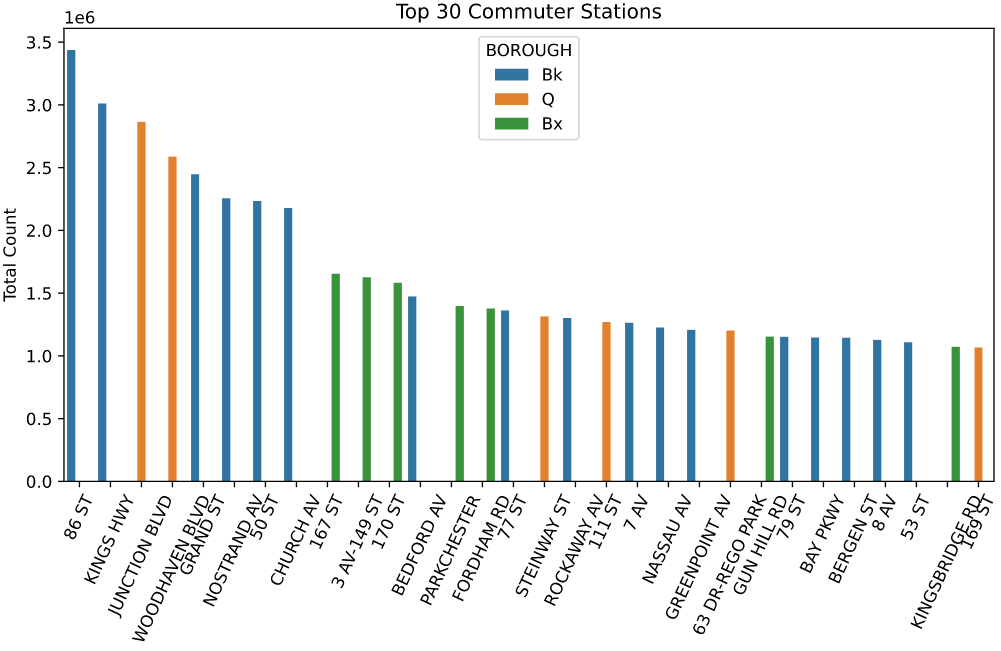 Top 30 Commuter Stations
1e6
BOROUGH
Bk
Q
Bx
Total Count
3.5
3.0
2.5
2.0
1.5
1.0
0.5
0.0
86 ST
KINGS HWY
JUNCTION BLVD
WOODHAVEN BLVD
GRAND ST
NOSTRAND AV
50 ST
CHURCH AV
167 ST
3 AV-149 ST
170 ST
BEDFORD AV
PARKCHESTER
FORDHAM RD
77 ST
STEINWAY ST
ROCKAWAY AV
111 ST
7 AV
NASSAU AV
GREENPOINT AV
63 DR-REGO PARK
GUN HILL RD
79 ST
BAY PKWY
BERGEN ST
8 AV
53 ST
KINGSBRIDGE RD
169 ST